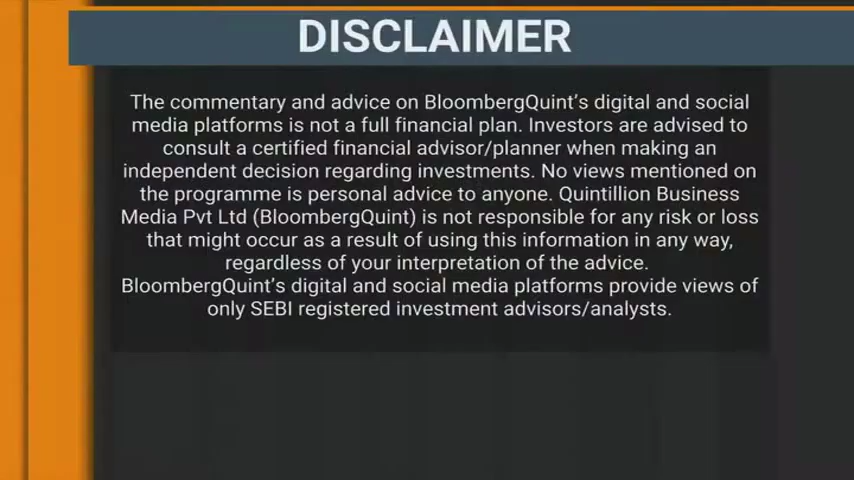 DISCLAIMER
The commentary and advice on BloombergQuint's digital and social
media platforms is not a full financial plan. Investors are advised to
consult a certified financial advisor/planner when making an
independent decision regarding investments. No views mentioned on
the programme is personal advice to anyone. Quintillion Business
Media Pvt Ltd (BloombergQuint) is not responsible for any risk or loss
that might occur as a result of using this information in any way,
regardless of your interpretation of the advice.
BloombergQuint's digital and social media platforms provide views of
only SEBI registered investment advisors/analysts.